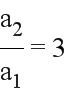 a₂/a₁ = 3